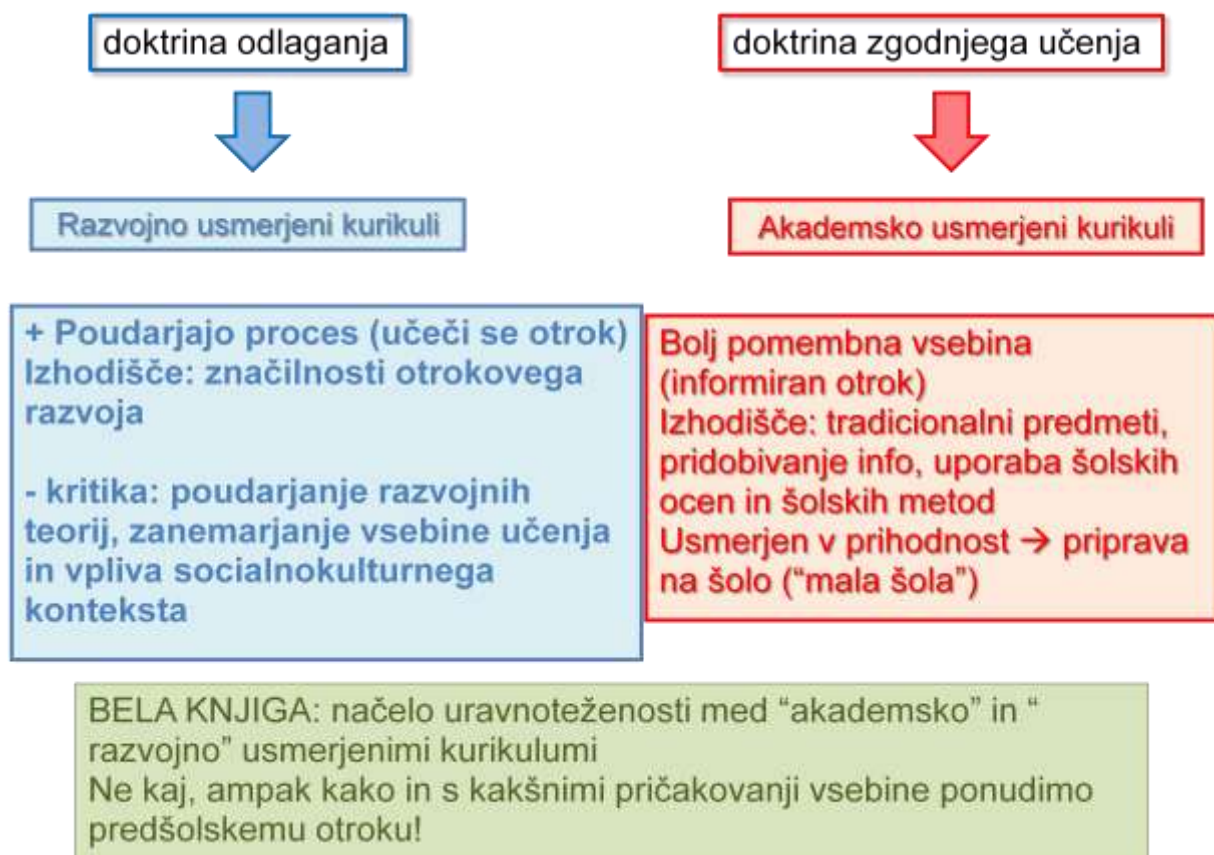 doktrina odlaganja
doktrina zgodnjega učenja
Razvojno usmerjeni kurikuli
Akademsko usmerjeni kurikuli
+ Poudarjajo proces (učeči se otrok)
Izhodišče: značilnosti otrokovega
razvoja
- kritika: poudarjanje razvojnih
teorij, zanemarjanje vsebine učenja
in vpliva socialnokulturnega
konteksta
Bolj pomembna vsebina
(informiran otrok)
Izhodišče: tradicionalni predmeti,
pridobivanje info, uporaba šolskih
ocen in šolskih metod
Usmerjen v prihodnost → priprava
na šolo (“mala šola”)
BELA KNJIGA: načelo uravnoteženosti med “akademsko” in “
razvojno” usmerjenimi kurikulumi
Ne kaj, ampak kako in s kakšnimi pričakovanji vsebine ponudimo
predšolskemu otroku!